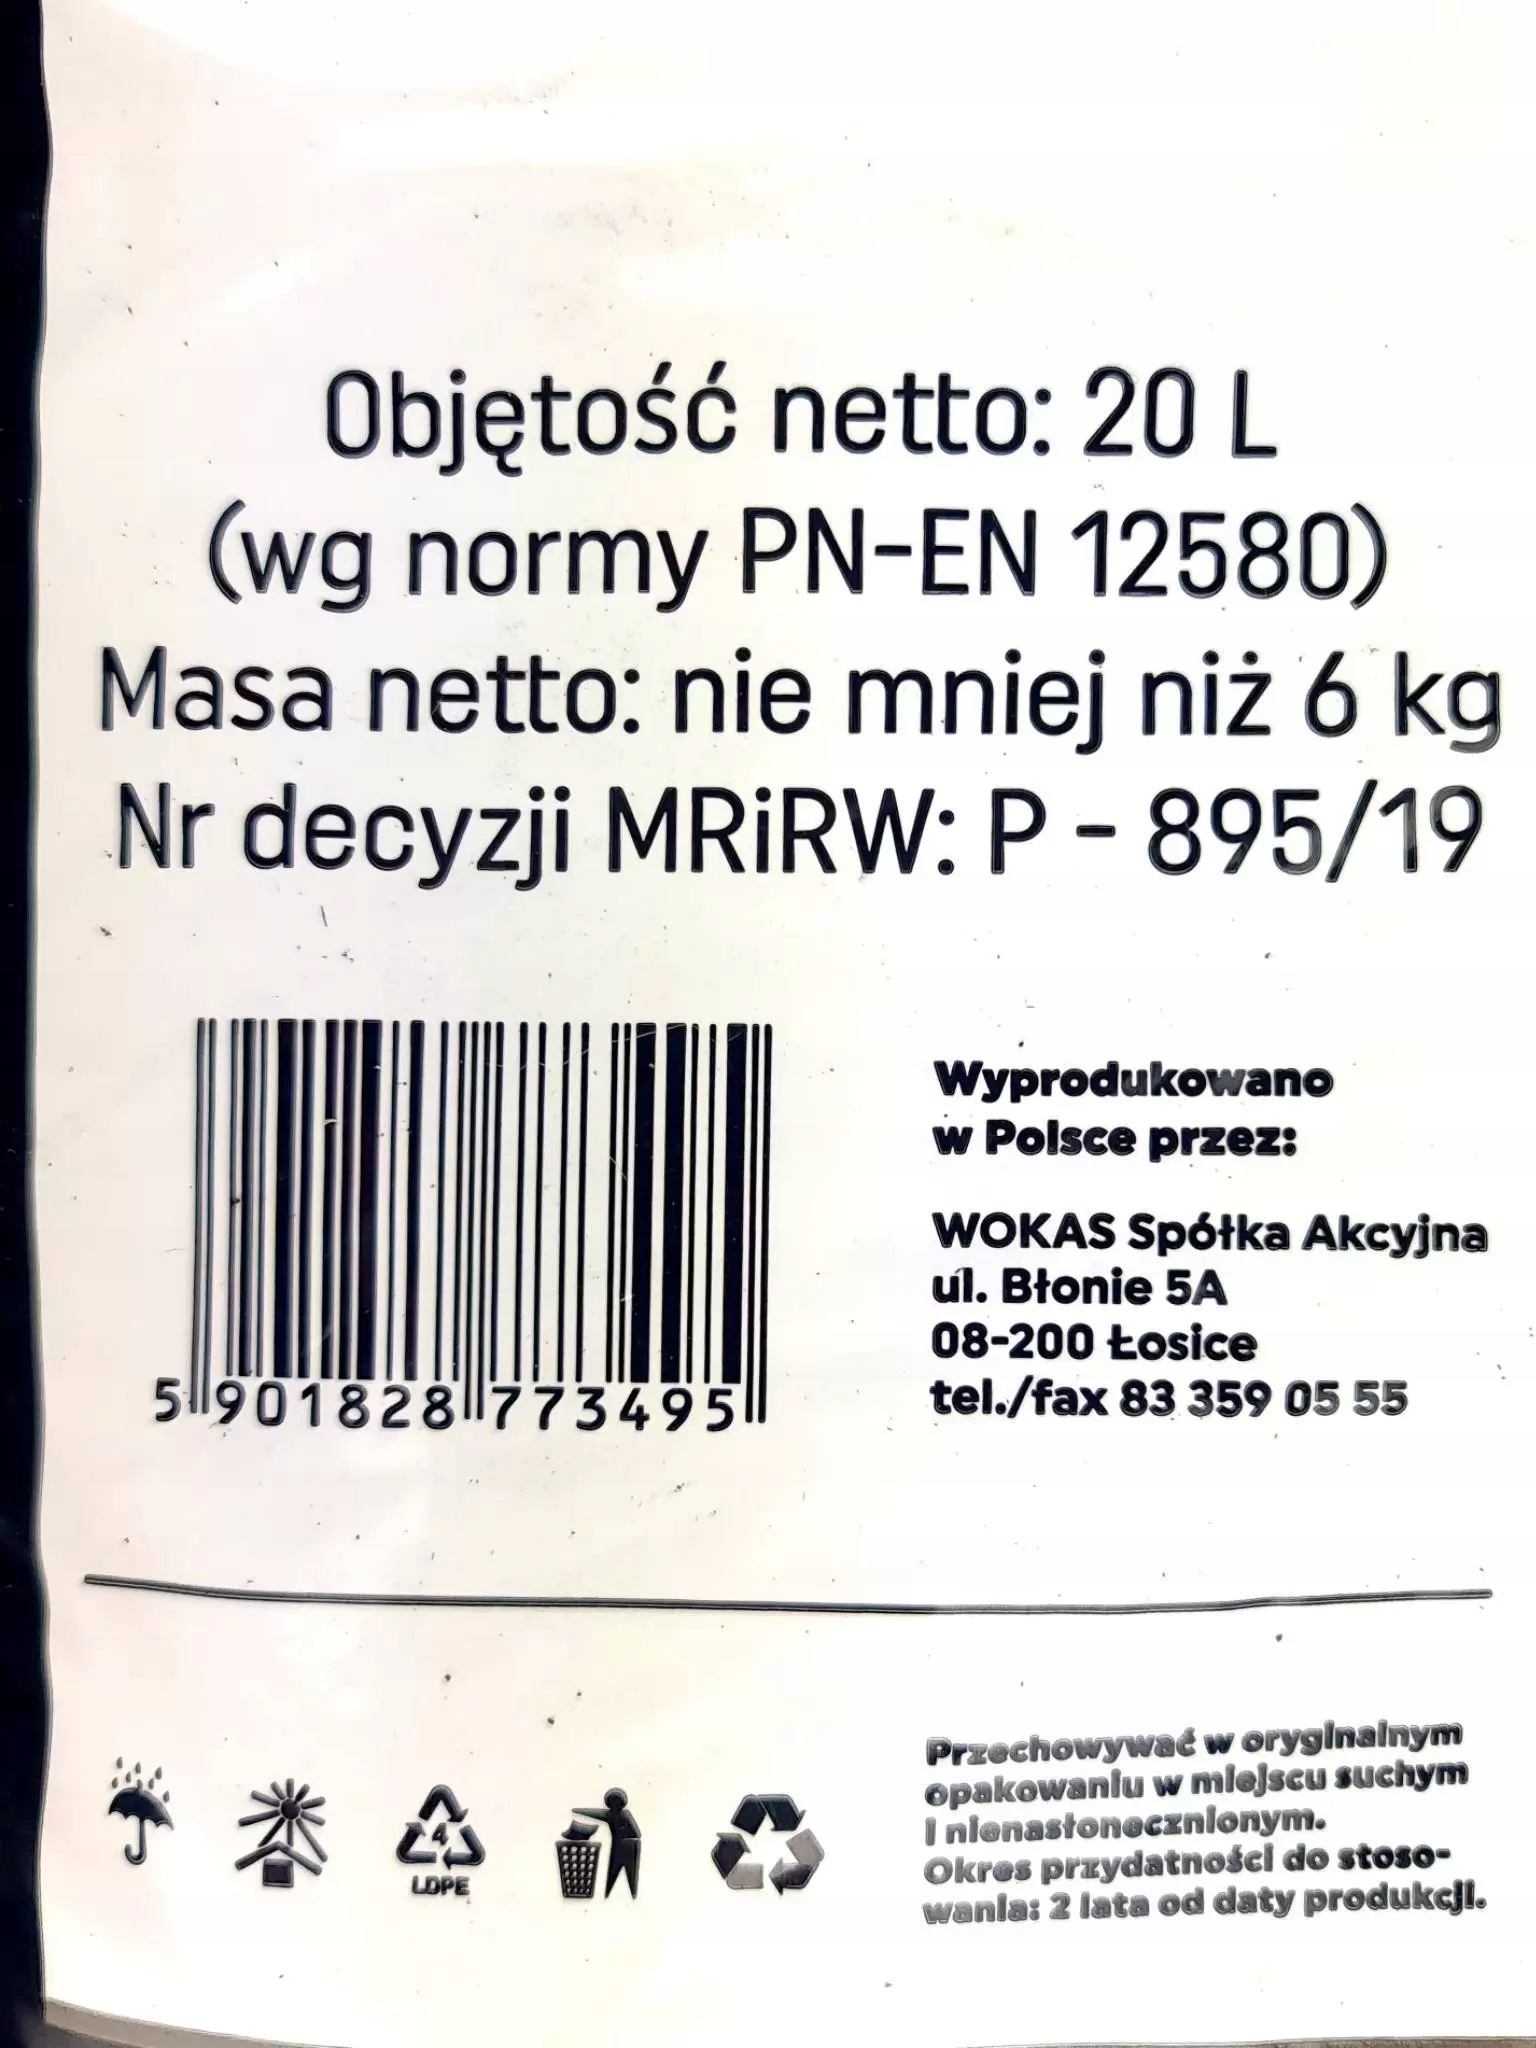 Objętość netto: 20 L
(wg normy PN-EN 12580)
Masa netto: nie mniej niż 6 kg
Nr decyzji MRiRW: P - 895/19
5 901828 773495
Wyprodukowano
w Polsce przez:
WOKAS Spółka Akcyjna
ul. Błonie 5A
08-200 Łosice
tel./fax 83 359 05 55
4
LDPE
Przechowywać w oryginalnym
opakowaniu w miejscu suchym
i nienasłonecznionym.
Okres przydatności do stoso-
wania: 2 lata od daty produkcji.